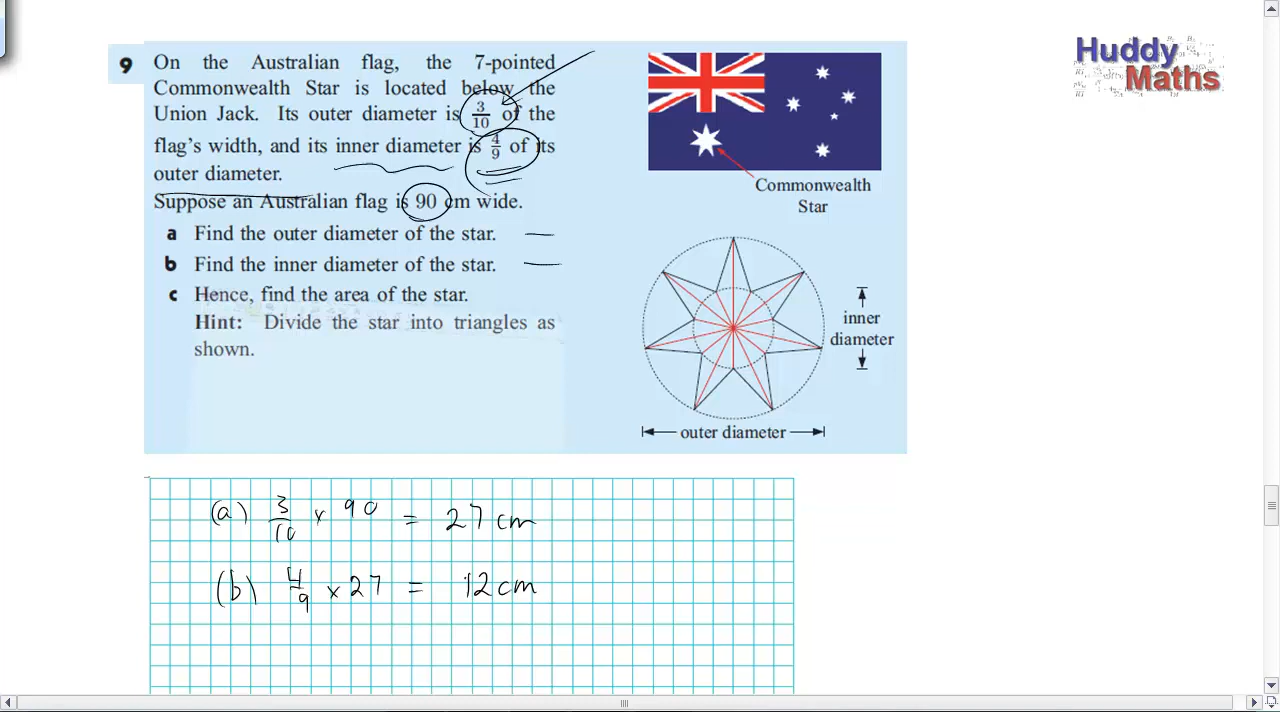 9 On the Australian flag, the 7-pointed
Commonwealth Star is located below the
Union Jack. Its outer diameter is 3/10 of the
flag's width, and its inner diameter is 4/9 of its
outer diameter.
Suppose an Australian flag is 90 cm wide.
a Find the outer diameter of the star.
b Find the inner diameter of the star.
c Hence, find the area of the star.
Hint: Divide the star into triangles as
shown.
Huddy
Maths
Commonwealth
Star
inner
diameter
outer diameter
(a) 3/10 × 90 = 27 cm
(b) 4/9 × 27 = 12 cm